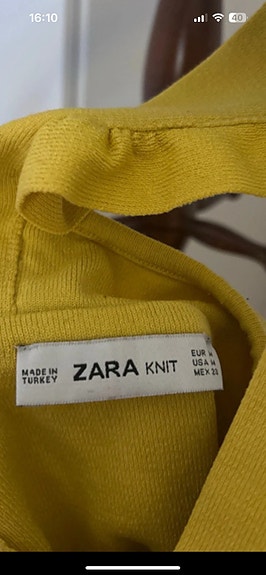 16:10
40
MADE IN
TURKEY
ZARA KNIT
EUR M
USA M
MEX 28